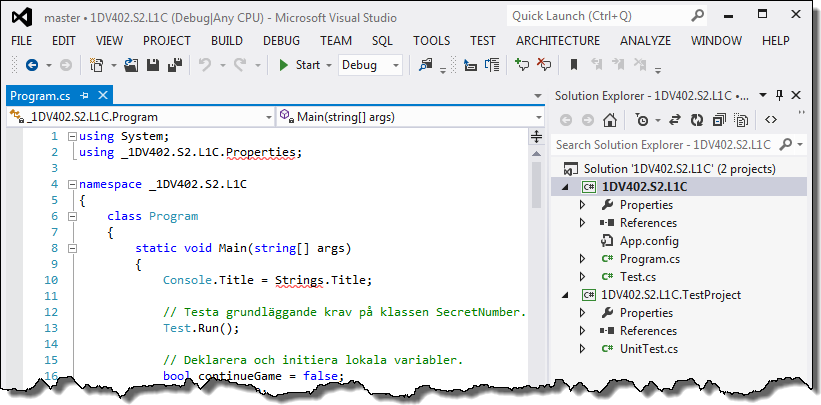 master • 1DV402.S2.L1C (Debug|Any CPU) - Microsoft Visual Studio
Quick Launch (Ctrl+Q)
FILE EDIT VIEW PROJECT BUILD DEBUG TEAM SQL TOOLS TEST ARCHITECTURE ANALYZE WINDOW HELP
Start Debug
Program.cs
_1DV402.S2.L1C.Program
Main(string[] args)
1 using System;
2 using _1DV402.S2.L1C.Properties;
3
4 namespace _1DV402.S2.L1C
5 {
6 class Program
7 {
8 static void Main(string[] args)
9 {
10 Console.Title = Strings.Title;
11
12 // Testa grundläggande krav på klassen SecretNumber.
13 Test.Run();
14
15 // Deklarera och initiera lokala variabler.
16 bool continueGame = false;
Solution Explorer - 1DV402.S2.L1C •...
Search Solution Explorer - 1DV402.S2.L1C
Solution '1DV402.S2.L1C' (2 projects)
C# 1DV402.S2.L1C
Properties
References
App.config
C# Program.cs
C# Test.cs
C# 1DV402.S2.L1C.TestProject
Properties
References
C# UnitTest.cs